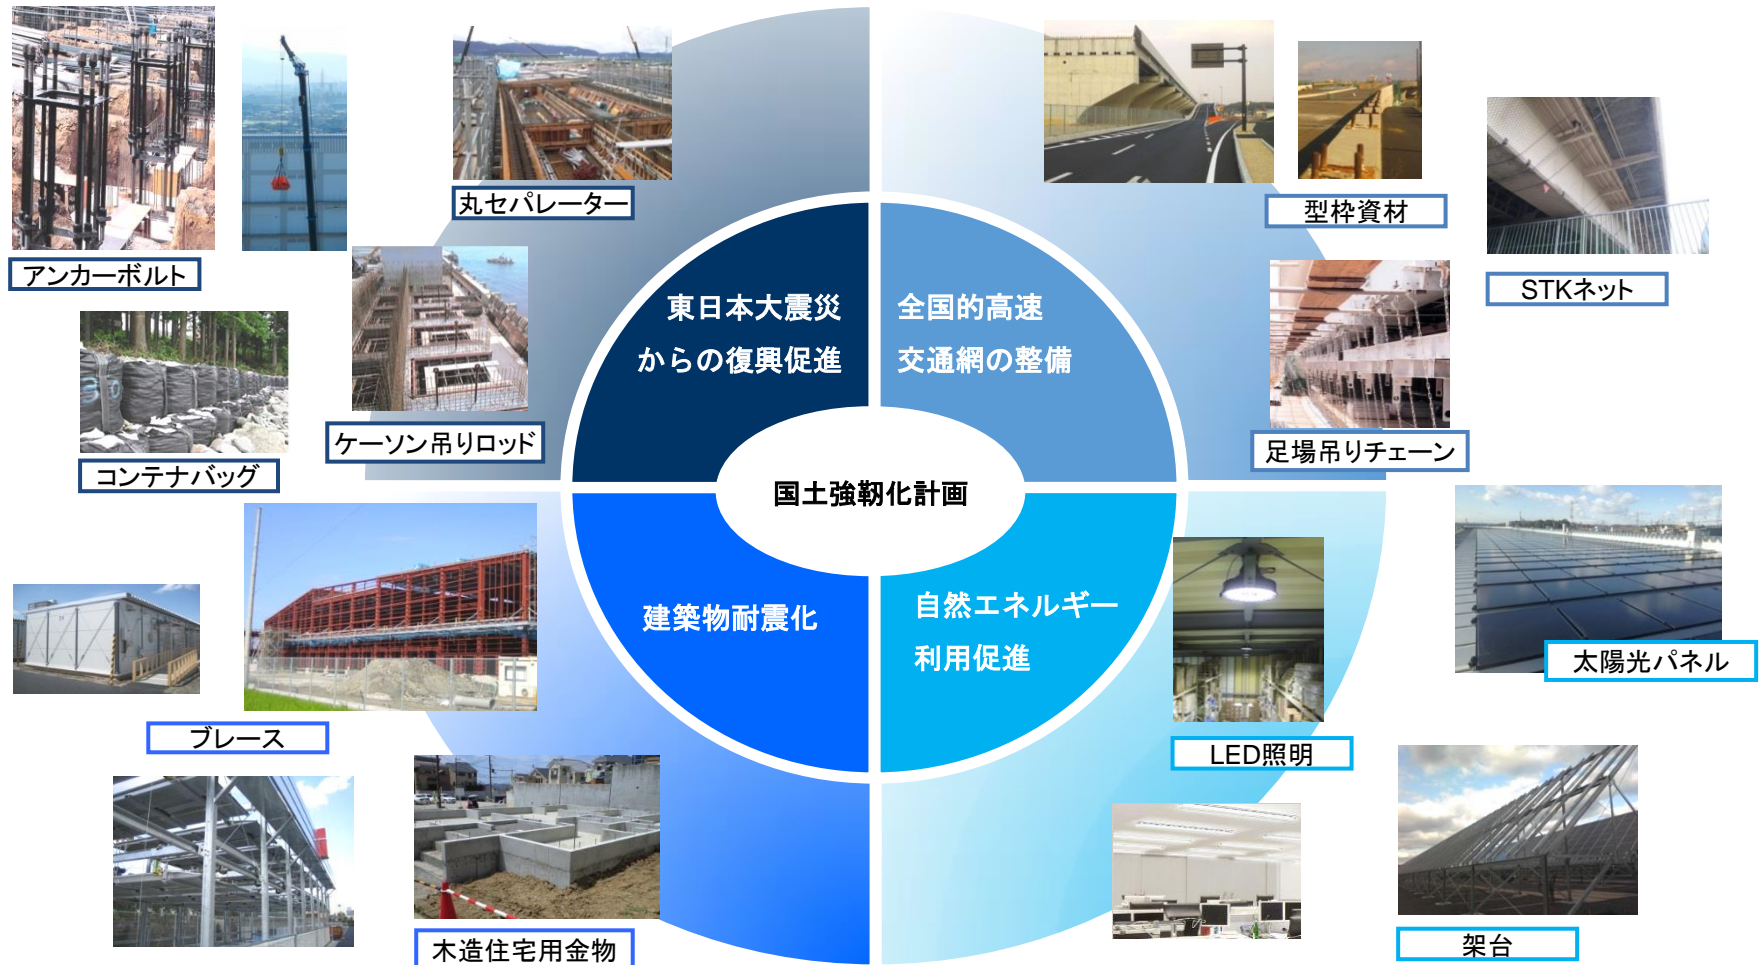 丸セパレーター
アンカーボルト
ケーソン吊りロッド
コンテナバッグ
東日本大震災
からの復興促進
全国的高速
交通網の整備
型枠資材
STKネット
足場吊りチェーン
国土強靭化計画
建築物耐震化
自然エネルギー
利用促進
ブレース
木造住宅用金物
太陽光パネル
LED照明
架台